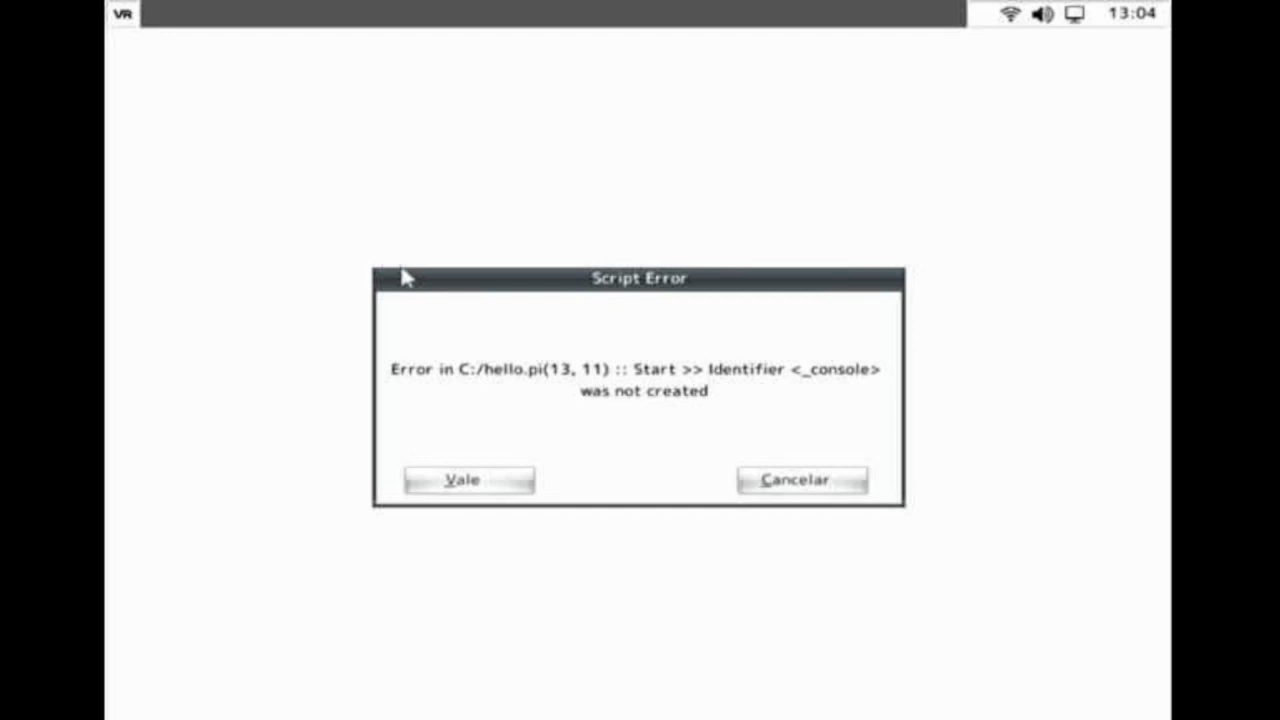 VR
13:04
Script Error
Error in C:/hello.pi(13, 11) :: Start >> Identifier <_console>
was not created
Vale
Cancelar